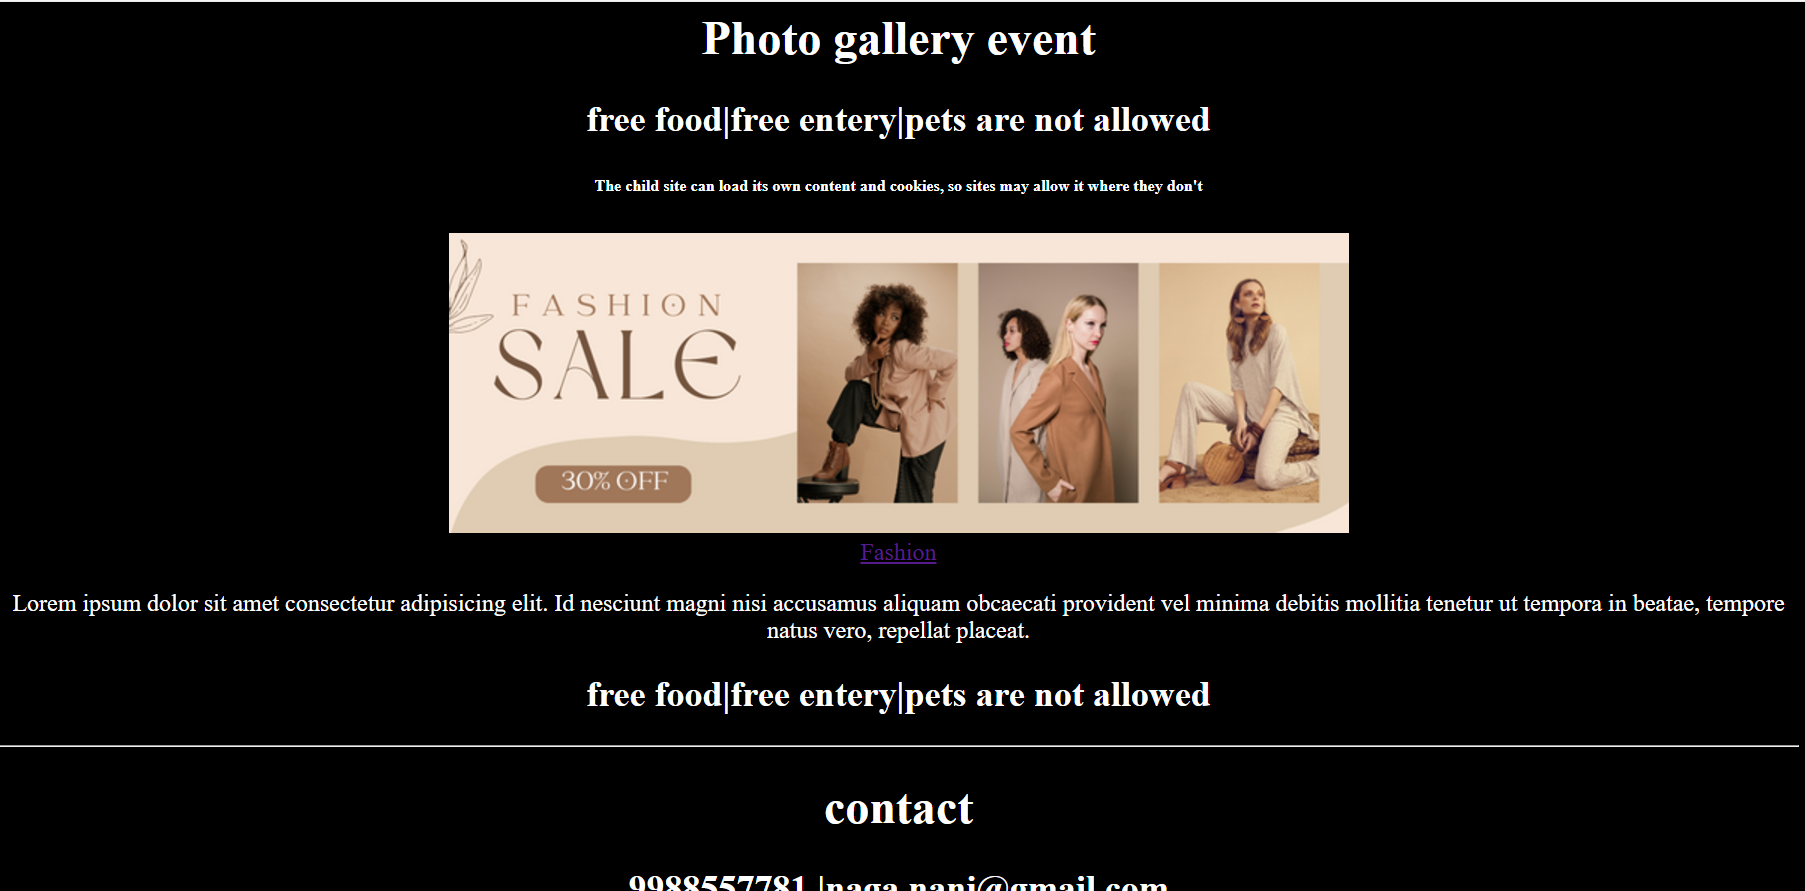 Photo gallery event
free food|free entery|pets are not allowed
The child site can load its own content and cookies, so sites may allow it where they don't
FASHION
SALE
30% OFF
Fashion
Lorem ipsum dolor sit amet consectetur adipisicing elit. Id nesciunt magni nisi accusamus aliquam obcaecati provident vel minima debitis mollitia tenetur ut tempora in beatae, tempore
natus vero, repellat placeat.
free food|free entery|pets are not allowed
contact
9988557781 |naga.nani@gmail.com